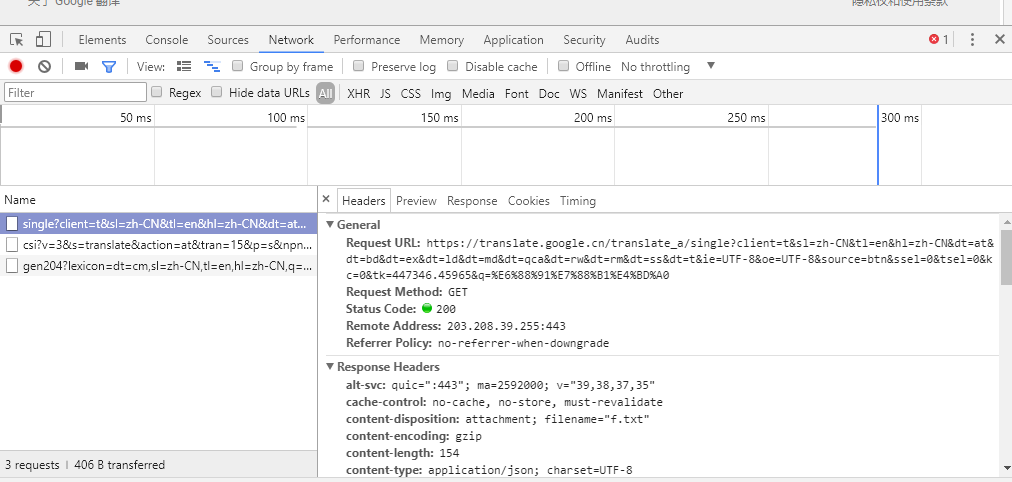 关于 Google 翻译 隐私权和使用条款
Elements Console Sources Network Performance Memory Application Security Audits 1
View: Group by frame Preserve log Disable cache Offline No throttling
Filter Regex Hide data URLs All XHR JS CSS Img Media Font Doc WS Manifest Other
50 ms 100 ms 150 ms 200 ms 250 ms 300 ms
Name
single?client=t&sl=zh-CN&tl=en&hl=zh-CN&dt=at...
csi?v=3&s=translate&action=at&tran=15&p=s&npn...
gen204?lexicon=dt=cm,sl=zh-CN,tl=en,hl=zh-CN,q=...
3 requests | 406 B transferred
Headers Preview Response Cookies Timing
General
Request URL: https://translate.google.cn/translate_a/single?client=t&sl=zh-CN&tl=en&hl=zh-CN&dt=at&
dt=bd&dt=ex&dt=ld&dt=md&dt=qca&dt=rw&dt=rm&dt=ss&dt=t&ie=UTF-8&oe=UTF-8&source=btn&ssel=0&tsel=0&k
c=0&tk=447346.45965&q=%E6%88%91%E7%88%B1%E4%BD%A0
Request Method: GET
Status Code: 200
Remote Address: 203.208.39.255:443
Referrer Policy: no-referrer-when-downgrade
Response Headers
alt-svc: quic=":443"; ma=2592000; v="39,38,37,35"
cache-control: no-cache, no-store, must-revalidate
content-disposition: attachment; filename="f.txt"
content-encoding: gzip
content-length: 154
content-type: application/json; charset=UTF-8